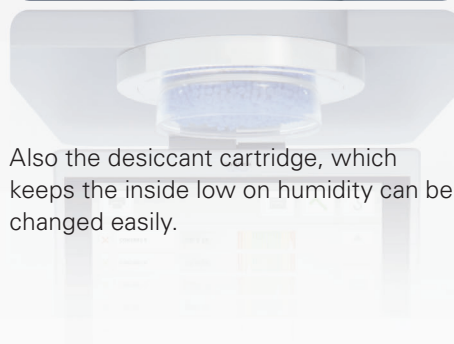 Also the desiccant cartridge, which
keeps the inside low on humidity can be
changed easily.